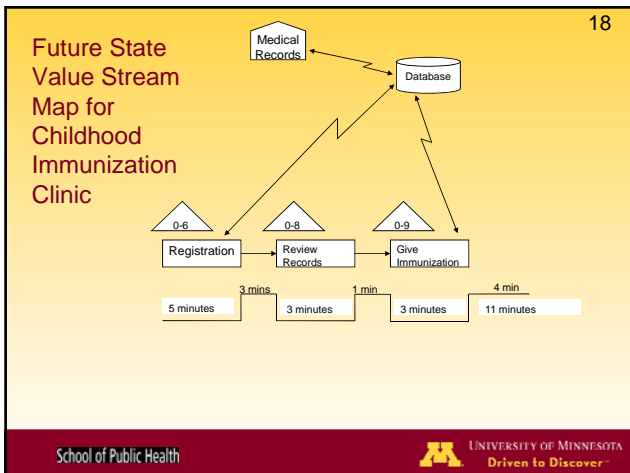 18
Future State
Value Stream
Map for
Childhood
Immunization
Clinic
Medical
Records
Database
0-6
0-8
0-9
Registration
Review
Records
Give
Immunization
3 mins
1 min
4 min
5 minutes
3 minutes
3 minutes
11 minutes
School of Public Health
UNIVERSITY OF MINNESOTA
Driven to Discover℠